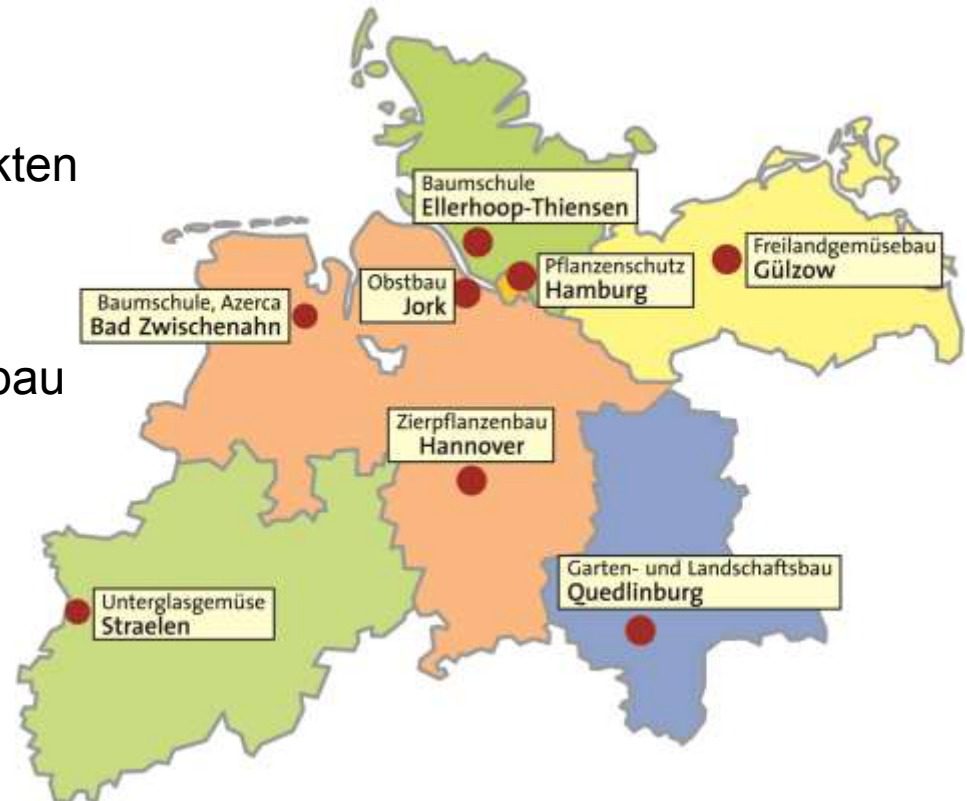 kten
bau
Baumschule
Ellerhoop-Thiensen
Freilandgemüsebau
Gülzow
Pflanzenschutz
Hamburg
Obstbau
Jork
Baumschule, Azerca
Bad Zwischenahn
Zierpflanzenbau
Hannover
Garten- und Landschaftsbau
Quedlinburg
Unterglasgemüse
Straelen